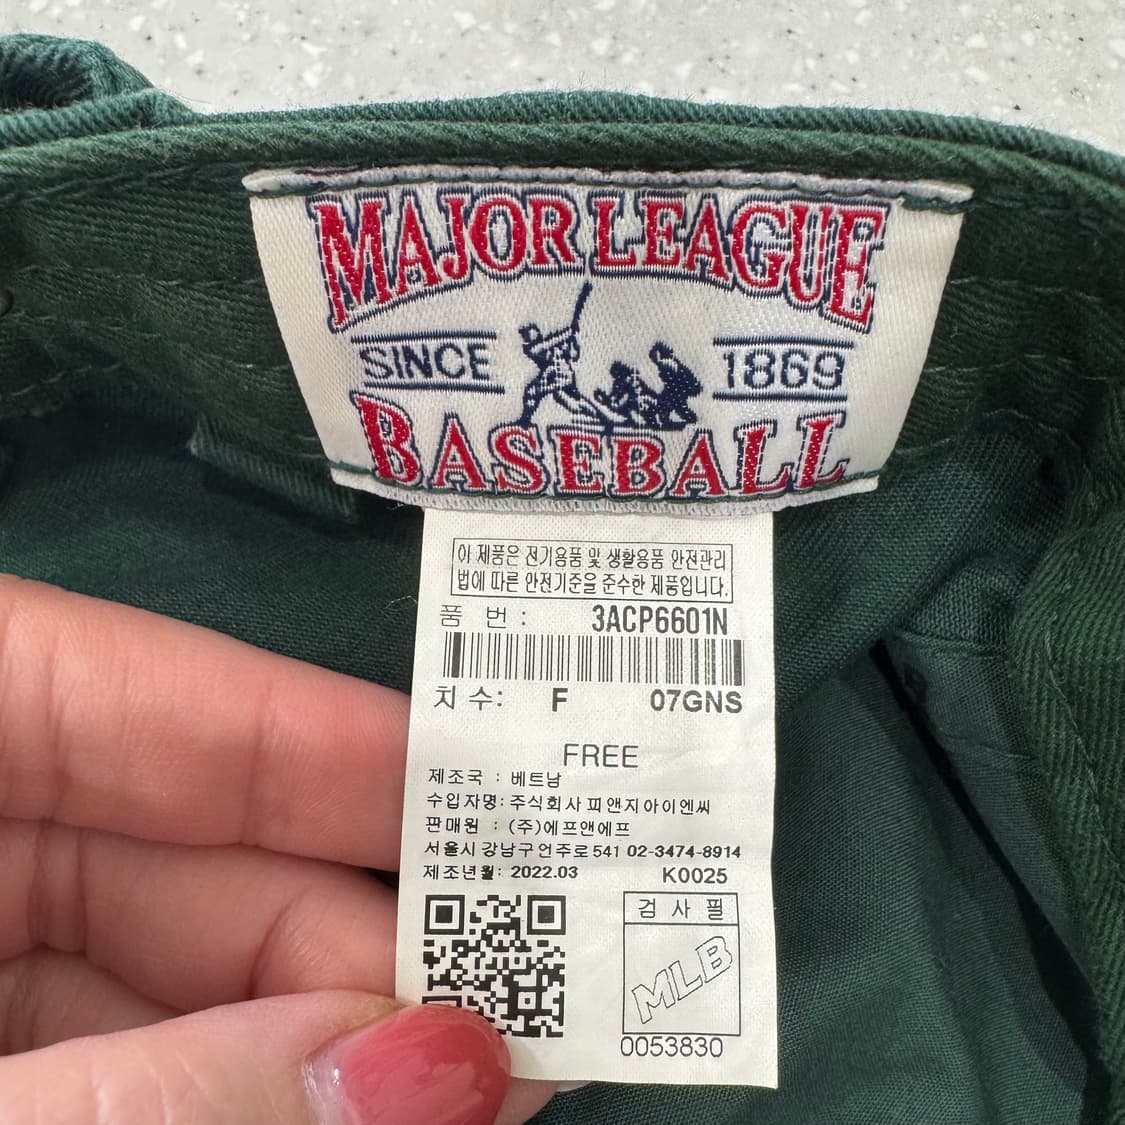 MAJOR LEAGUE
SINCE 1869
BASEBALL
이 제품은 전기용품 및 생활용품 안전관리
법에 따른 안전기준을 준수한 제품입니다.
품 번 : 3ACP6601N
치 수: F 07GNS
FREE
제조국 : 베트남
수입자명: 주식회사 피앤지아이엔씨
판매원 : (주)에프앤에프
서울시 강남구 언주로 541 02-3474-8914
제조년월: 2022.03 K0025
검 사 필
MLB
0053830